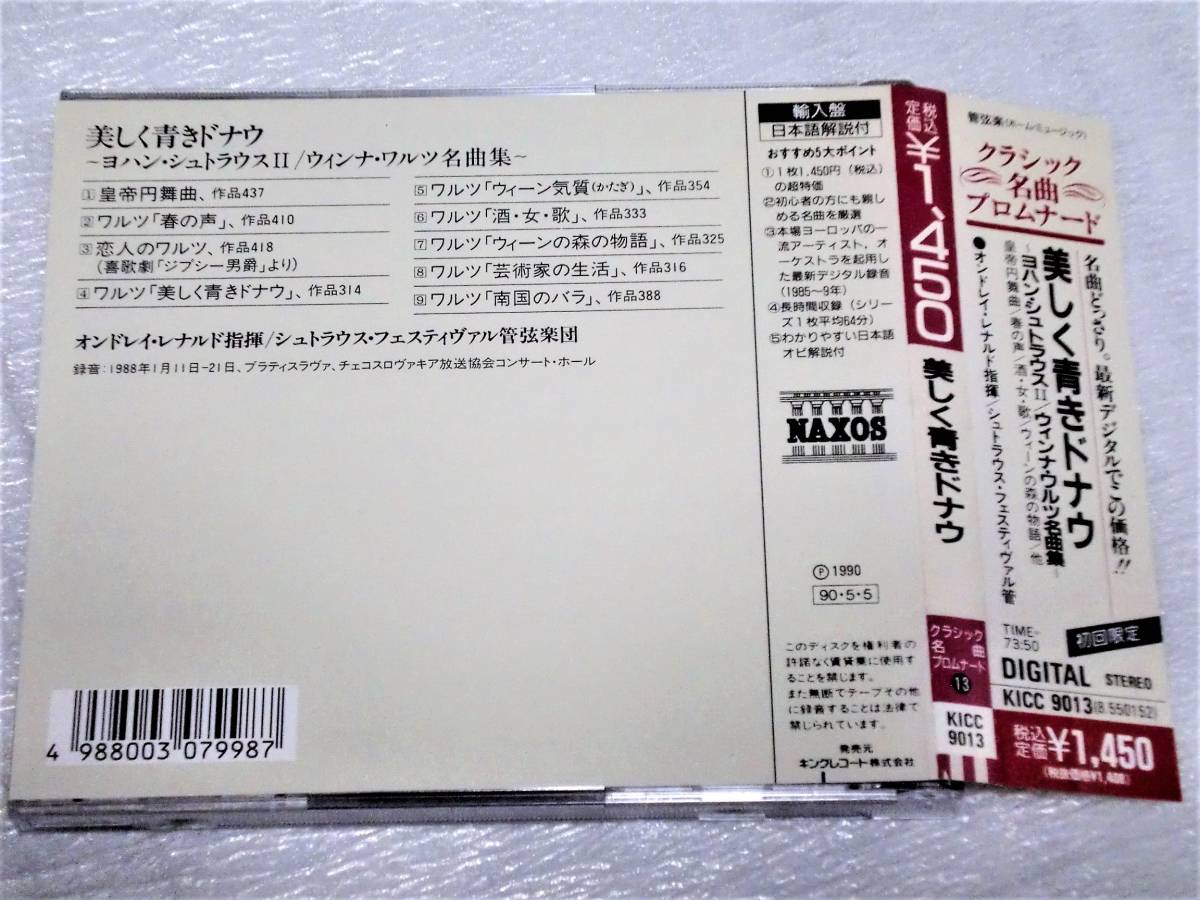 美しく青きドナウ
～ヨハン・シュトラウスII/ウィンナ・ワルツ名曲集～
1 皇帝円舞曲、作品437
2 ワルツ「春の声」、作品410
3 恋人のワルツ、作品418
(喜歌劇「ジプシー男爵」より)
4 ワルツ「美しく青きドナウ」、作品314
5 ワルツ「ウィーン気質(かたぎ)」、作品354
6 ワルツ「酒・女・歌」、作品333
7 ワルツ「ウィーンの森の物語」、作品325
8 ワルツ「芸術家の生活」、作品316
9 ワルツ「南国のバラ」、作品388
オンドレイ・レナルド指揮/シュトラウス・フェスティヴァル管弦楽団
録音:1988年1月11日-21日、ブラティスラヴァ、チェコスロヴァキア放送協会コンサート・ホール
4 988003 079987
輸入盤
日本語解説付
おすすめ5大ポイント
①1枚1,450円(税込)
の超特価
②初心者の方にも親し
める名曲を厳選
③本場ヨーロッパの一
流アーティスト，オ
ーケストラを起用し
た最新デジタル録音
(1985～9年)
④長時間収録（シリー
ズ1枚平均64分）
⑤わかりやすい日本語
オビ解説付
NAXOS
Ⓟ1990
90・5・5
このディスクを権利者の
許諾なく賃貸業に使用す
ることを禁じます。
また無断でテープその他
に録音することは法律で
禁じられています。
発売元
キングレコード株式会社
税込
定価
¥1,450
美しく青きドナウ
クラシック
名曲
プロムナード
13
KICC
9013
管弦楽(ホーム・ミュージック)
クラシック
名曲
プロムナード
名曲どっさり。最新デジタルでこの価格!!
美しく青きドナウ
～ヨハン・シュトラウスII/ウィンナ・ワルツ名曲集～
皇帝円舞曲/春の声/酒・女・歌/ウィーンの森の物語/他
●オンドレイ・レナルド指揮/シュトラウス・フェスティヴァル管
TIME-
73:50
初回限定
DIGITAL STEREO
KICC 9013(8.550152)
税込
定価
¥1,450
(税抜価格¥1,408)